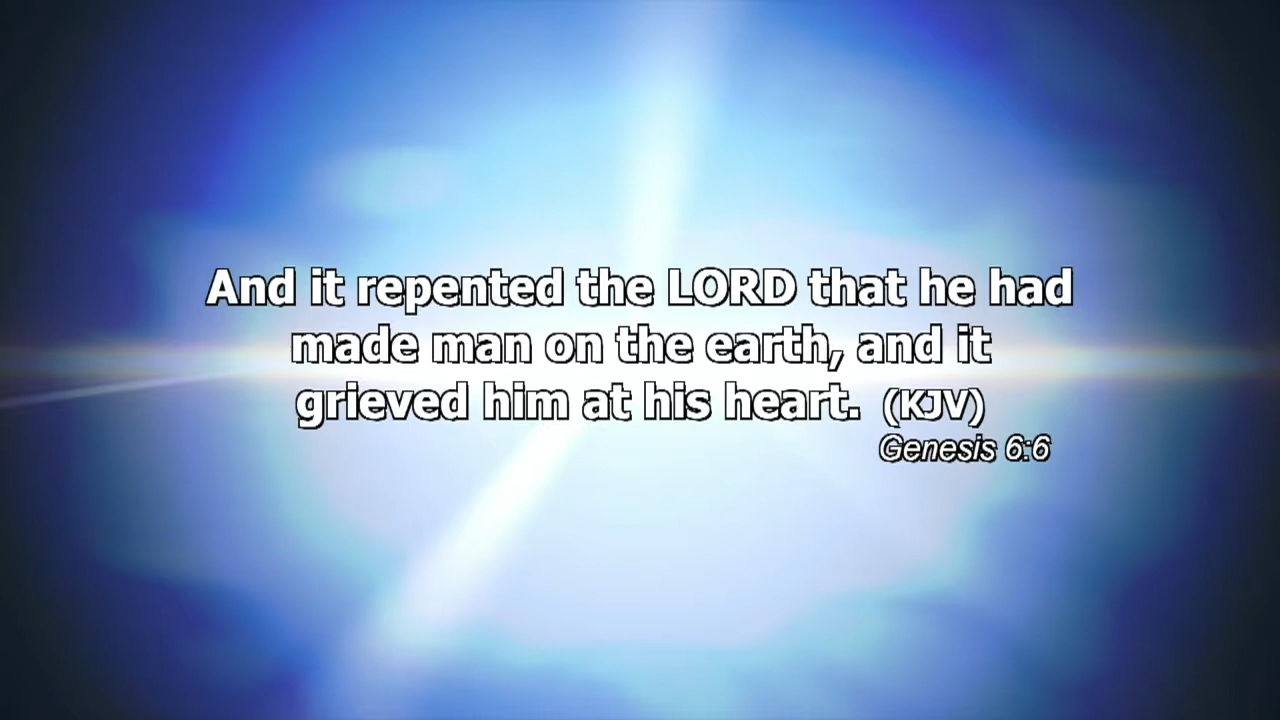 And it repented the LORD that he had
made man on the earth, and it
grieved him at his heart. (KJV)
Genesis 6:6